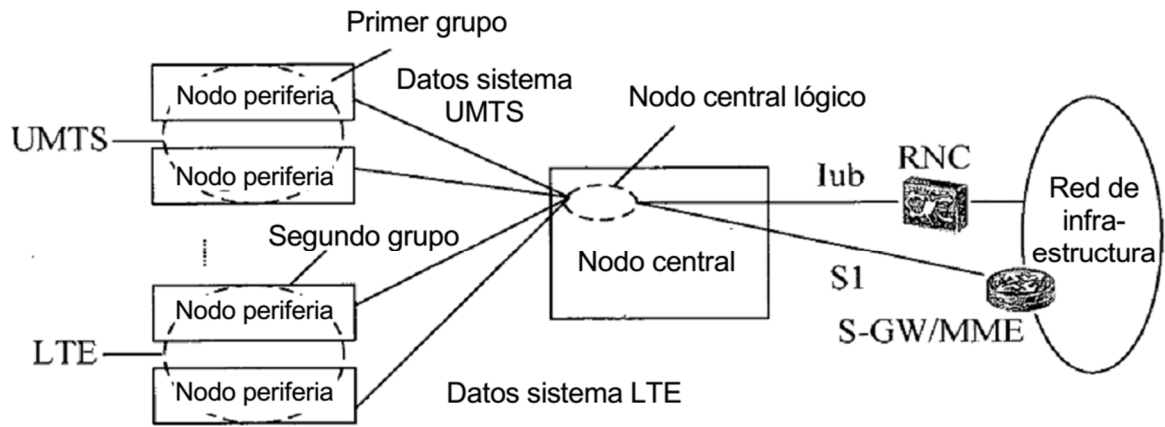 Primer grupo
Nodo periferia
Datos sistema
UMTS
Nodo central lógico
UMTS
Nodo periferia
Iub
RNC
Red de
infra-
estructura
Segundo grupo
Nodo central
Nodo periferia
S1
S-GW/MME
LTE
Nodo periferia
Datos sistema LTE